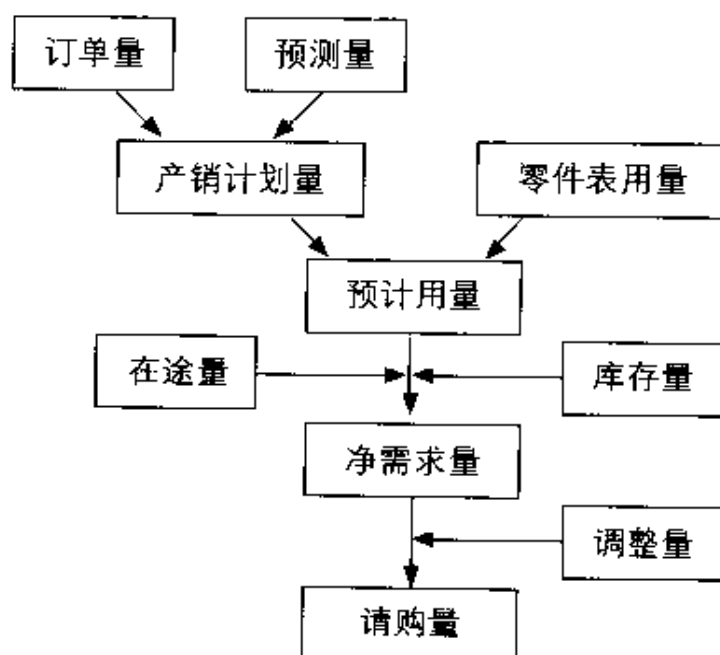 订单量
预测量
产销计划量
零件表用量
预计用量
在途量
库存量
净需求量
调整量
请购量